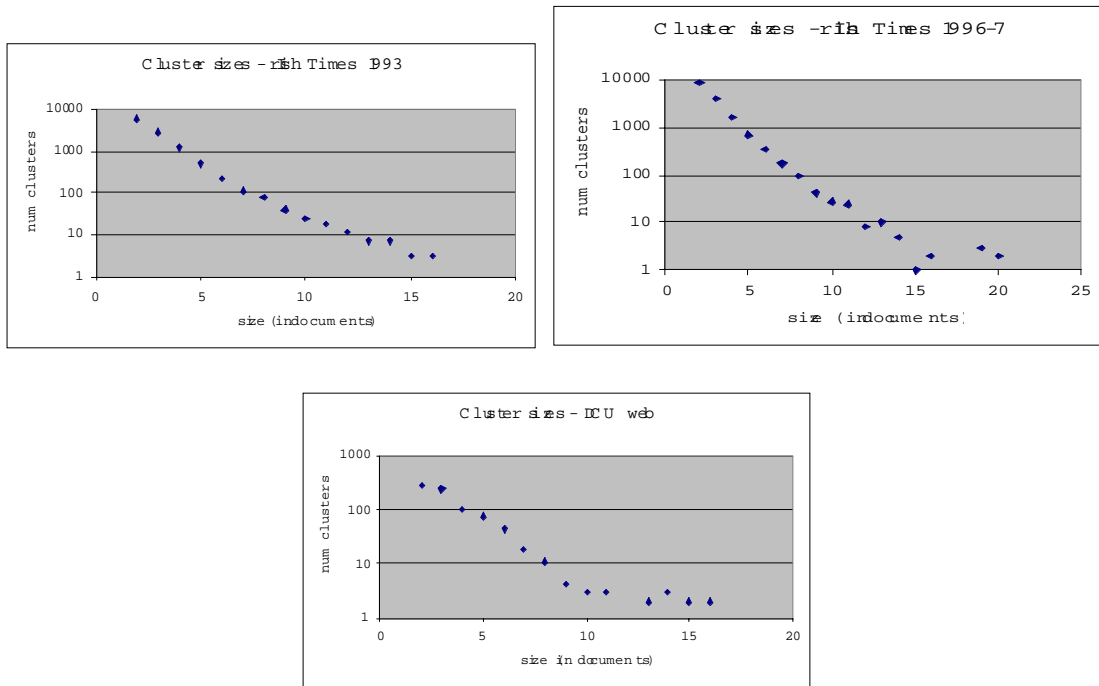 Cluster sizes - Irish Times 1993
num clusters
10000
1000
100
10
1
0 5 10 15 20
size (in documents)
Cluster sizes - Irish Times 1996-7
num clusters
10000
1000
100
10
1
0 5 10 15 20 25
size (in documents)
Cluster sizes - DCU web
num clusters
1000
100
10
1
0 5 10 15 20
size (in documents)